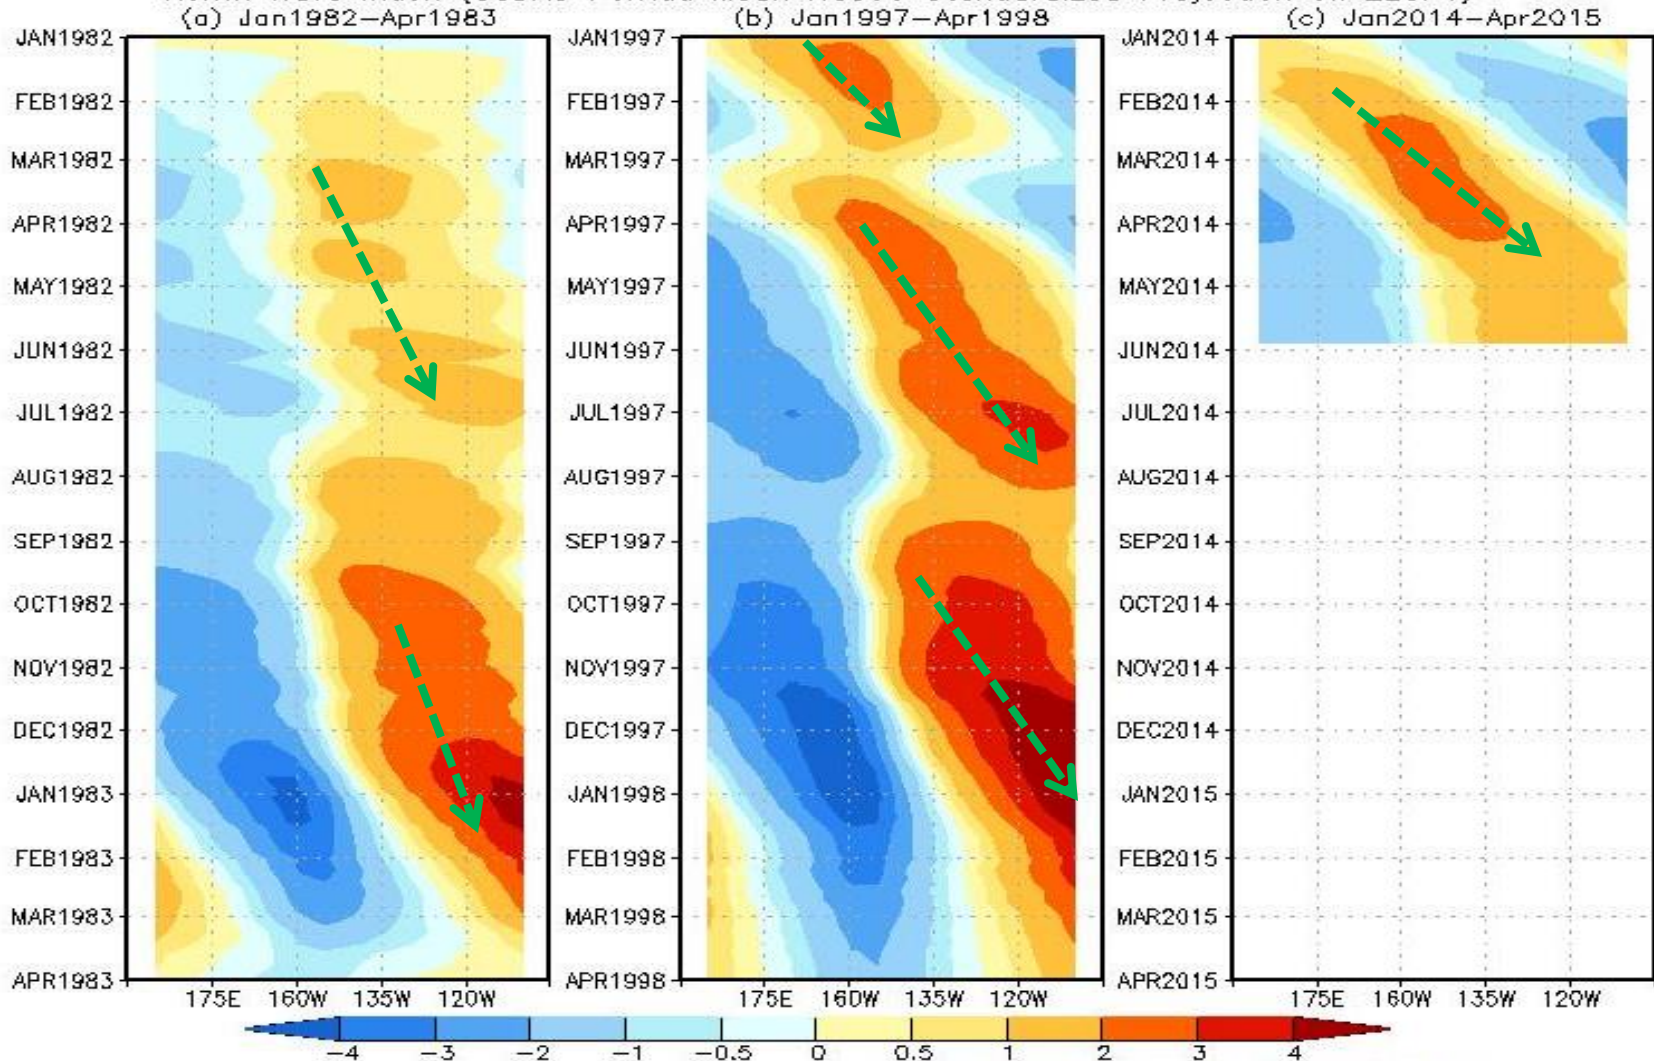 (a) Jan1982-Apr1983 (b) Jan1997-Apr1998 (c) Jan2014-Apr2015
JAN1982 JAN1997 JAN2014
FEB1982 FEB1997 FEB2014
MAR1982 MAR1997 MAR2014
APR1982 APR1997 APR2014
MAY1982 MAY1997 MAY2014
JUN1982 JUN1997 JUN2014
JUL1982 JUL1997 JUL2014
AUG1982 AUG1997 AUG2014
SEP1982 SEP1997 SEP2014
OCT1982 OCT1997 OCT2014
NOV1982 NOV1997 NOV2014
DEC1982 DEC1997 DEC2014
JAN1983 JAN1998 JAN2015
FEB1983 FEB1998 FEB2015
MAR1983 MAR1998 MAR2015
APR1983 APR1998 APR2015
175E 160W 135W 120W 175E 160W 135W 120W 175E 160W 135W 120W
-4 -3 -2 -1 -0.5 0 0.5 1 2 3 4